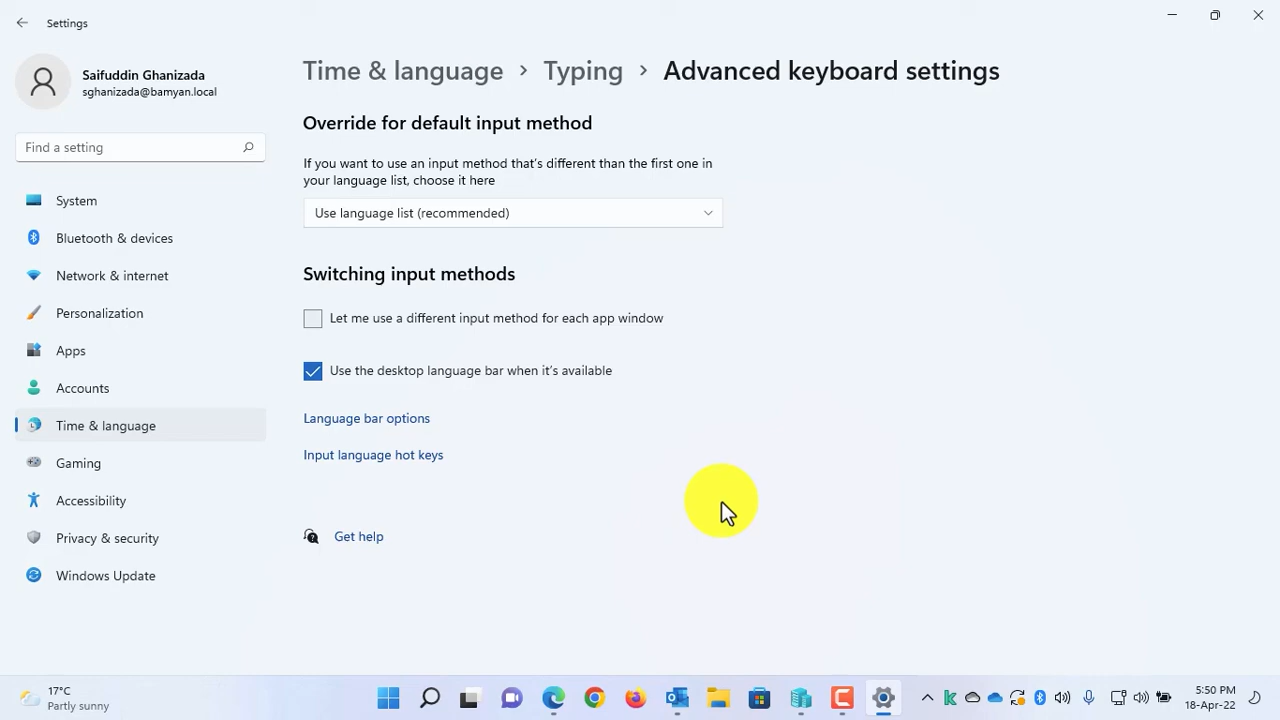 Settings
Saifuddin Ghanizada
sghanizada@bamyan.local
Find a setting
System
Bluetooth & devices
Network & internet
Personalization
Apps
Accounts
Time & language
Gaming
Accessibility
Privacy & security
Windows Update
Time & language > Typing > Advanced keyboard settings
Override for default input method
If you want to use an input method that's different than the first one in
your language list, choose it here
Use language list (recommended)
Switching input methods
Let me use a different input method for each app window
Use the desktop language bar when it's available
Language bar options
Input language hot keys
Get help
17°C
Partly sunny
5:50 PM
18-Apr-22